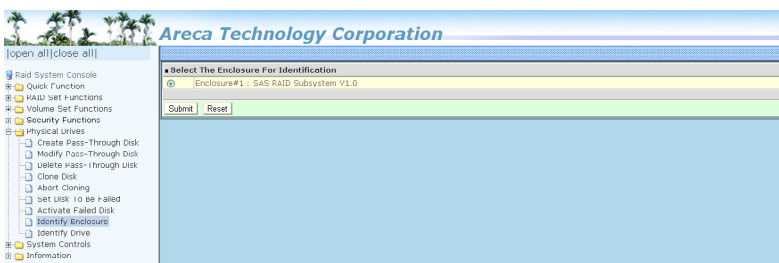 Areca Technology Corporation
|open all|close all|
Raid System Console
Quick Function
RAID Set Functions
Volume Set Functions
Security Functions
Physical Drives
Create Pass-Through Disk
Modify Pass-Through Disk
Delete Pass-Through Disk
Clone Disk
Abort Cloning
Set Disk To Be Failed
Activate Failed Disk
Identify Enclosure
Identify Drive
System Controls
Information
Select The Enclosure For Identification
Enclosure#1 : SAS RAID Subsystem V1.0
Submit Reset